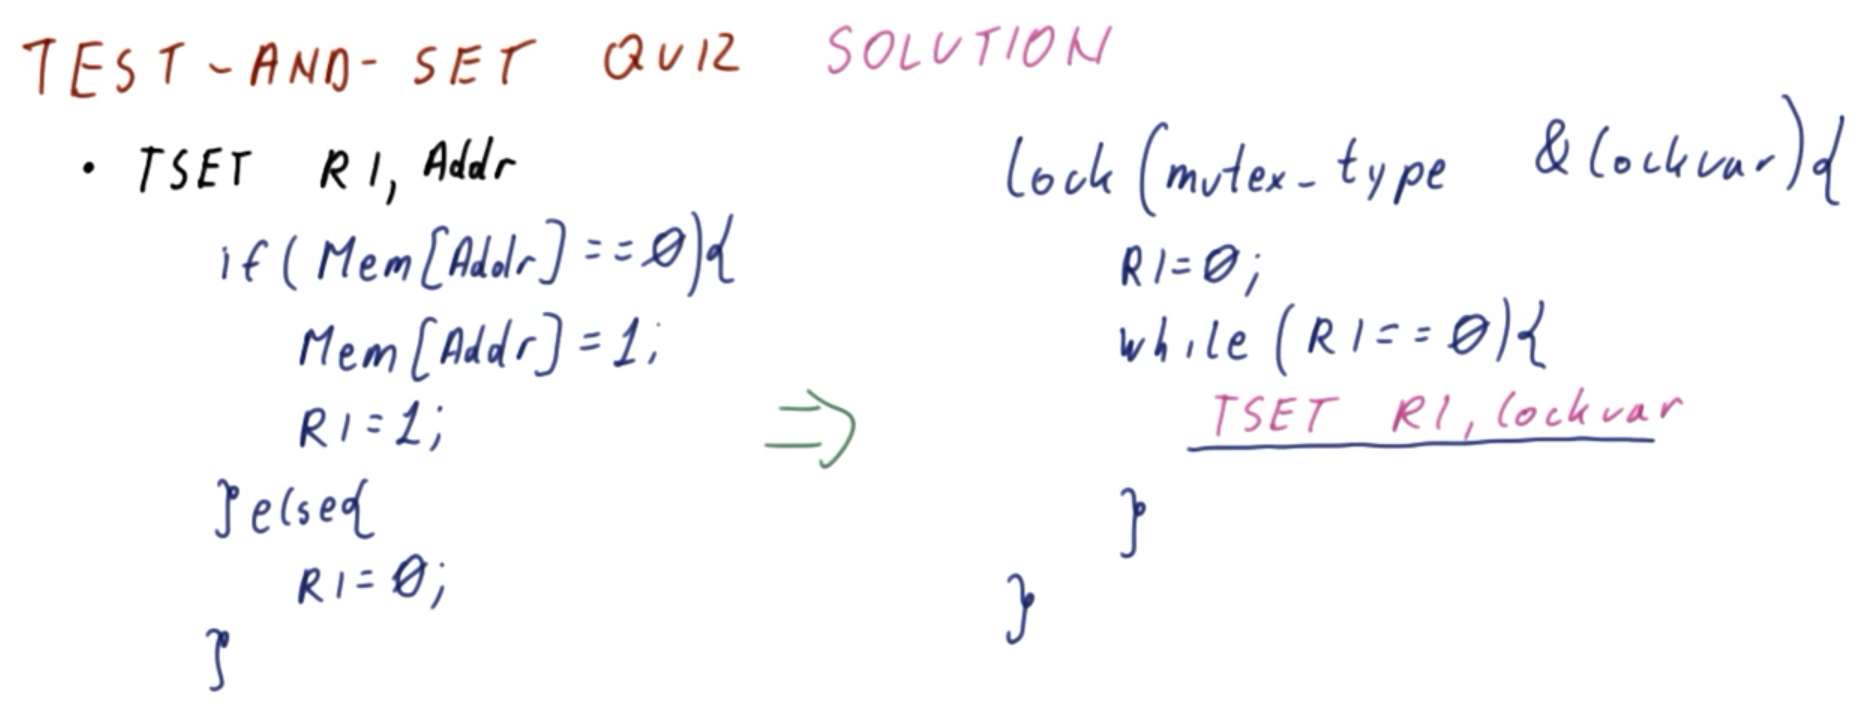 TEST-AND-SET QUIZ SOLUTION
• TSET R1, Addr
if(Mem[Addr]==0){
Mem[Addr]=1;
R1=1;
}else{
R1=0;
}
⇒
lock(mutex_type &lockvar){
R1=0;
while(R1==0){
TSET R1, lockvar
}
}